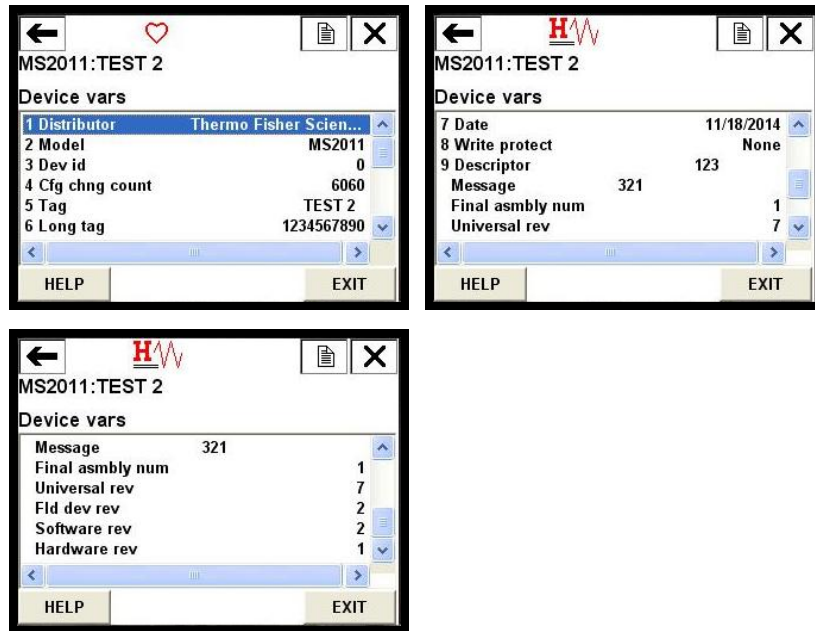 MS2011:TEST 2
Device vars
1 Distributor Thermo Fisher Scien...
2 Model MS2011
3 Dev id 0
4 Cfg chng count 6060
5 Tag TEST 2
6 Long tag 1234567890
HELP EXIT
H
MS2011:TEST 2
Device vars
7 Date 11/18/2014
8 Write protect None
9 Descriptor 123
Message 321
Final asmbly num 1
Universal rev 7
HELP EXIT
H
MS2011:TEST 2
Device vars
Message 321
Final asmbly num 1
Universal rev 7
Fld dev rev 2
Software rev 2
Hardware rev 1
HELP EXIT